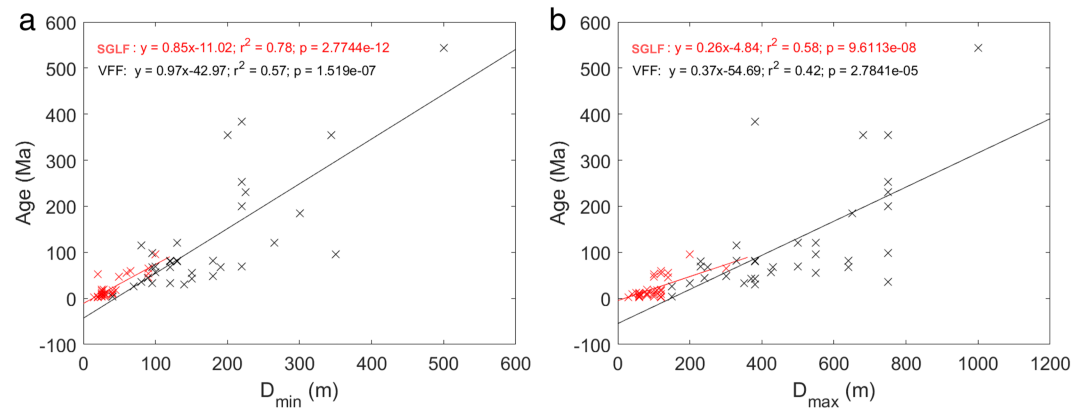 a
600
500
400
300
200
100
0
-100
Age (Ma)
SGLF : y = 0.85x-11.02; r² = 0.78; p = 2.7744e-12
VFF: y = 0.97x-42.97; r² = 0.57; p = 1.519e-07
0 100 200 300 400 500 600
Dmin (m)
b
600
500
400
300
200
100
0
-100
Age (Ma)
SGLF : y = 0.26x-4.84; r² = 0.58; p = 9.6113e-08
VFF: y = 0.37x-54.69; r² = 0.42; p = 2.7841e-05
0 200 400 600 800 1000 1200
Dmax (m)